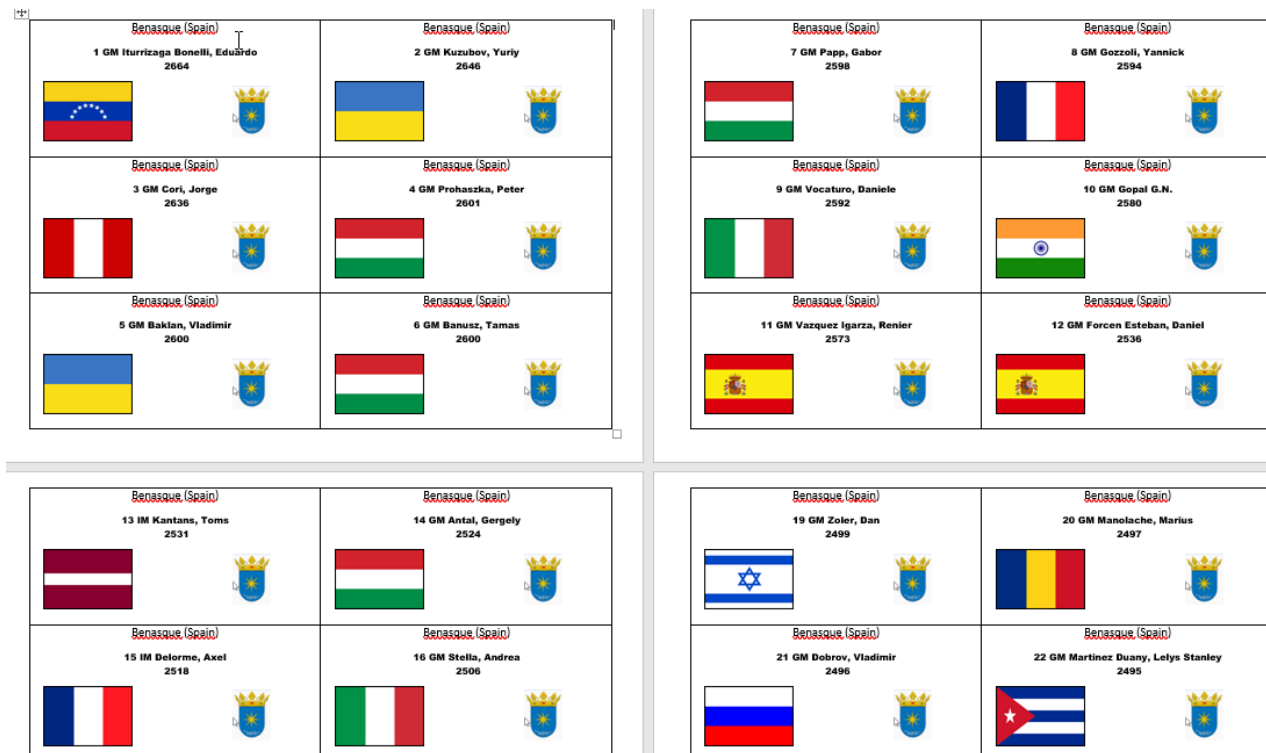 Benasque (Spain)
1 GM Iturrizaga Bonelli, Eduardo
2664
Benasque (Spain)
2 GM Kuzubov, Yuriy
2646
Benasque (Spain)
3 GM Cori, Jorge
2636
Benasque (Spain)
4 GM Prohaszka, Peter
2601
Benasque (Spain)
5 GM Baklan, Vladimir
2600
Benasque (Spain)
6 GM Banusz, Tamas
2600
Benasque (Spain)
7 GM Papp, Gabor
2598
Benasque (Spain)
8 GM Gozzoli, Yannick
2594
Benasque (Spain)
9 GM Vocaturo, Daniele
2592
Benasque (Spain)
10 GM Gopal G.N.
2580
Benasque (Spain)
11 GM Vazquez Igarza, Renier
2573
Benasque (Spain)
12 GM Forcen Esteban, Daniel
2536
Benasque (Spain)
13 IM Kantans, Toms
2531
Benasque (Spain)
14 GM Antal, Gergely
2524
Benasque (Spain)
15 IM Delorme, Axel
2518
Benasque (Spain)
16 GM Stella, Andrea
2506
Benasque (Spain)
19 GM Zoler, Dan
2499
Benasque (Spain)
20 GM Manolache, Marius
2497
Benasque (Spain)
21 GM Dobrov, Vladimir
2496
Benasque (Spain)
22 GM Martinez Duany, Lelys Stanley
2495